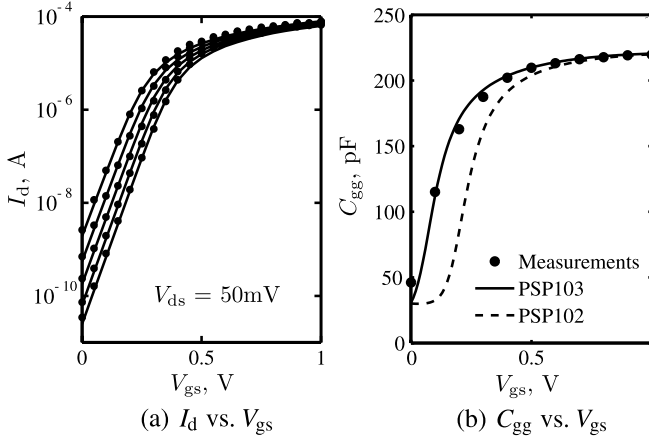 10^-4
10^-6
10^-8
10^-10
I_d, A
V_ds = 50mV
0 0.5 1
V_gs, V
(a) I_d vs. V_gs
250
200
150
100
50
0
C_gg, pF
Measurements
PSP103
PSP102
0 0.5
V_gs, V
(b) C_gg vs. V_gs